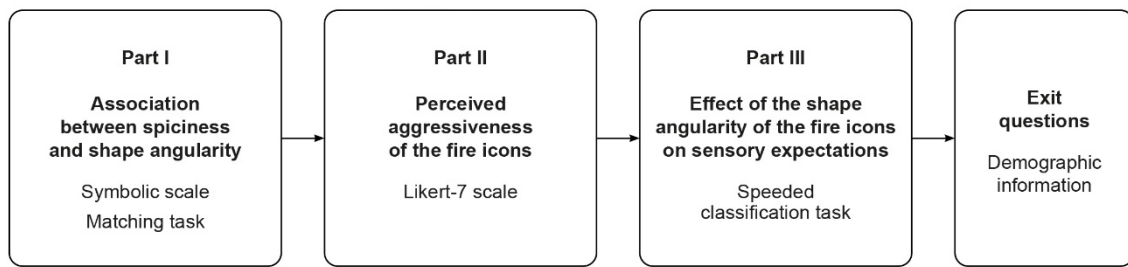 Part I
Association
between spiciness
and shape angularity
Symbolic scale
Matching task
Part II
Perceived
aggressiveness
of the fire icons
Likert-7 scale
Part III
Effect of the shape
angularity of the fire icons
on sensory expectations
Speeded
classification task
Exit
questions
Demographic
information